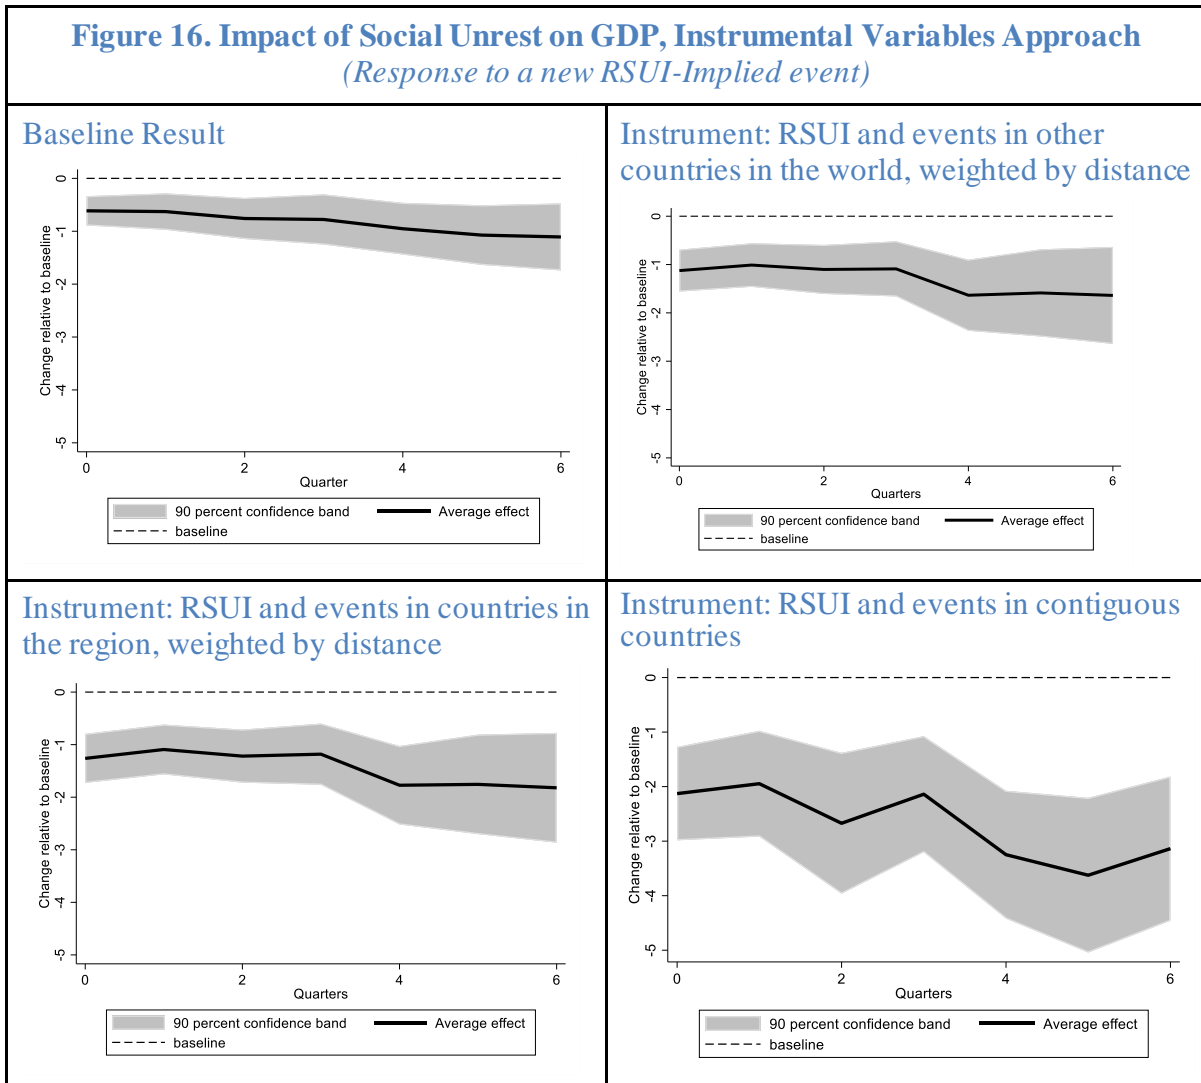 Figure 16. Impact of Social Unrest on GDP, Instrumental Variables Approach
(Response to a new RSUI-Implied event)
Baseline Result
Change relative to baseline
0
-1
-2
-3
-4
-5
0 2 4 6
Quarter
90 percent confidence band Average effect
baseline
Instrument: RSUI and events in other
countries in the world, weighted by distance
Change relative to baseline
0
-1
-2
-3
-4
-5
0 2 4 6
Quarters
90 percent confidence band Average effect
baseline
Instrument: RSUI and events in countries in
the region, weighted by distance
Change relative to baseline
0
-1
-2
-3
-4
-5
0 2 4 6
Quarters
90 percent confidence band Average effect
baseline
Instrument: RSUI and events in contiguous
countries
Change relative to baseline
0
-1
-2
-3
-4
-5
0 2 4 6
Quarters
90 percent confidence band Average effect
baseline